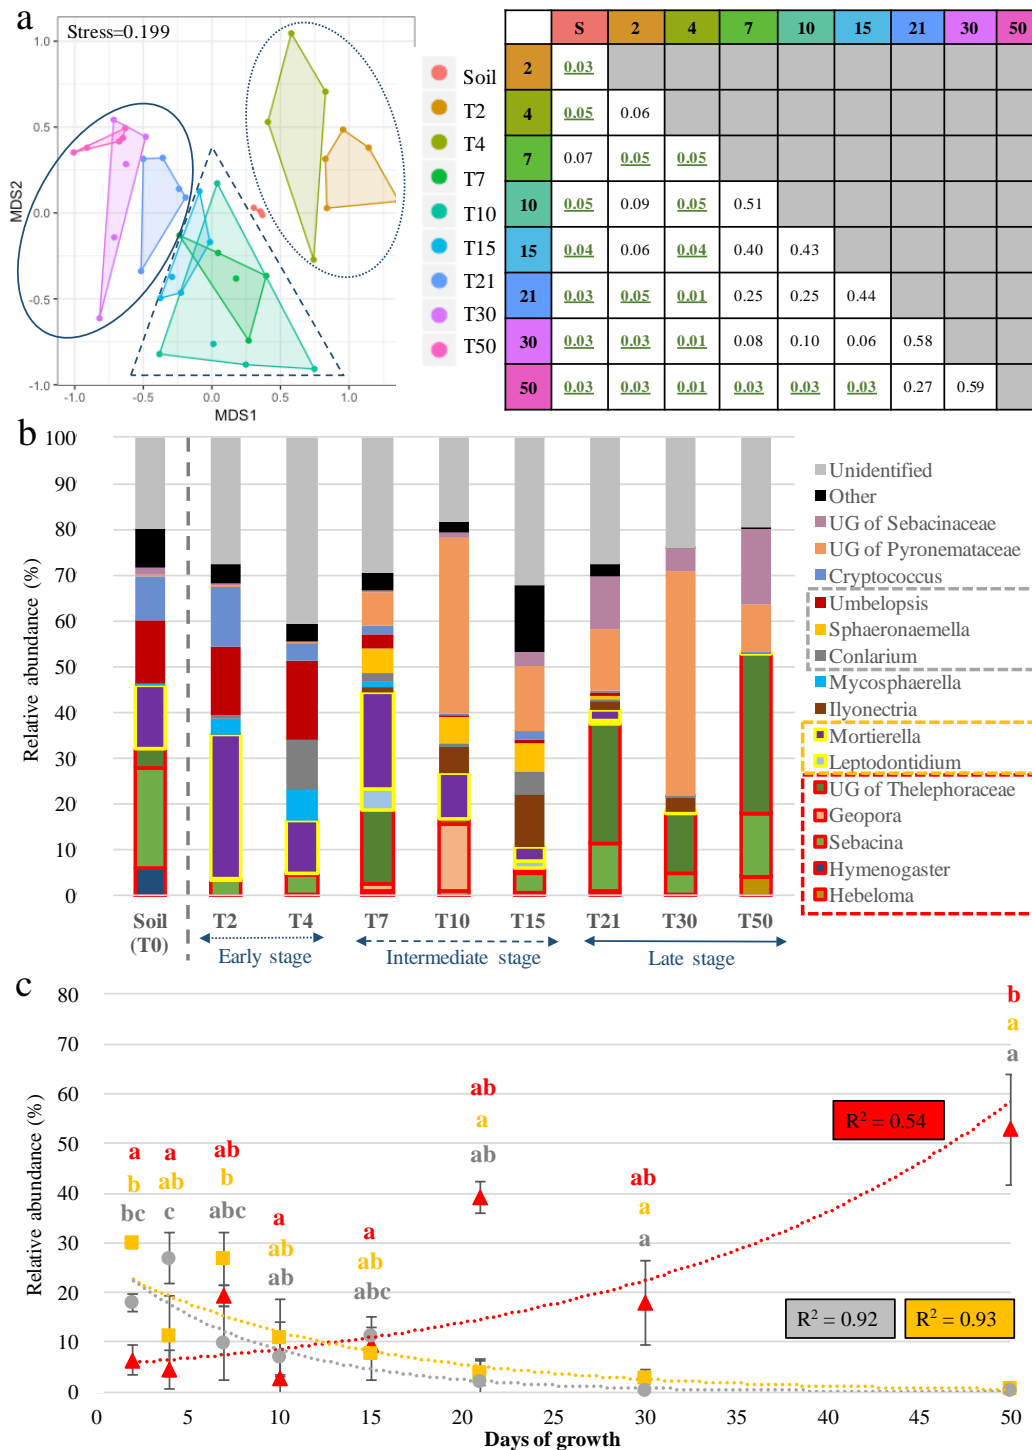 a
Stress=0.199
1.0
0.5
0.0
-0.5
-1.0
MDS2
-1.0 -0.5 0.0 0.5 1.0
MDS1
Soil
T2
T4
T7
T10
T15
T21
T30
T50
S 2 4 7 10 15 21 30 50
2 0.03
4 0.05 0.06
7 0.07 0.05 0.05
10 0.05 0.09 0.05 0.51
15 0.04 0.06 0.04 0.40 0.43
21 0.03 0.05 0.01 0.25 0.25 0.44
30 0.03 0.03 0.01 0.08 0.10 0.06 0.58
50 0.03 0.03 0.01 0.03 0.03 0.03 0.27 0.59
b
100
90
80
70
60
50
40
30
20
10
0
Relative abundance (%)
Soil (T0) T2 T4 T7 T10 T15 T21 T30 T50
Early stage Intermediate stage Late stage
Unidentified
Other
UG of Sebacinaceae
UG of Pyronemataceae
Cryptococcus
Umbelopsis
Sphaeronaemella
Conlarium
Mycosphaerella
Ilyonectria
Mortierella
Leptodontidium
UG of Thelephoraceae
Geopora
Sebacina
Hymenogaster
Hebeloma
c
80
70
60
50
40
30
20
10
0
Relative abundance (%)
a a ab a a ab ab b
b ab b ab ab a a a
bc c abc ab abc ab a a
R² = 0.54
R² = 0.92 R² = 0.93
0 5 10 15 20 25 30 35 40 45 50
Days of growth